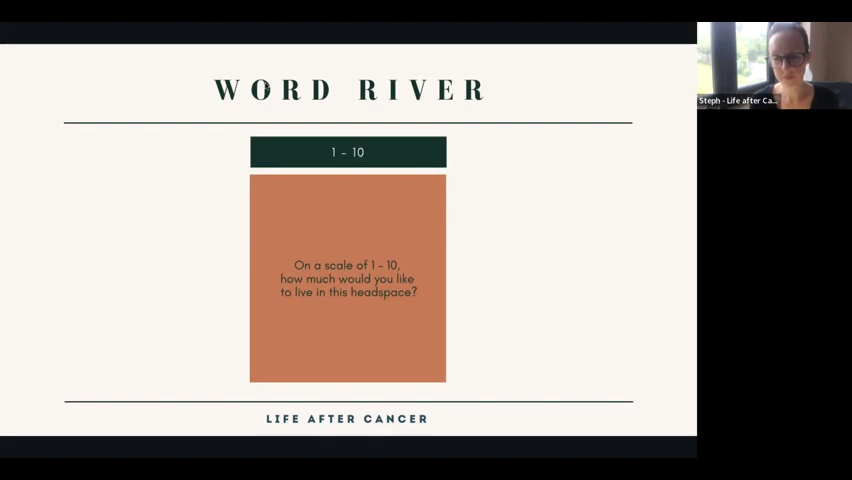 WORD RIVER
1 - 10
On a scale of 1 - 10,
how much would you like
to live in this headspace?
LIFE AFTER CANCER
Steph - Life after Ca...